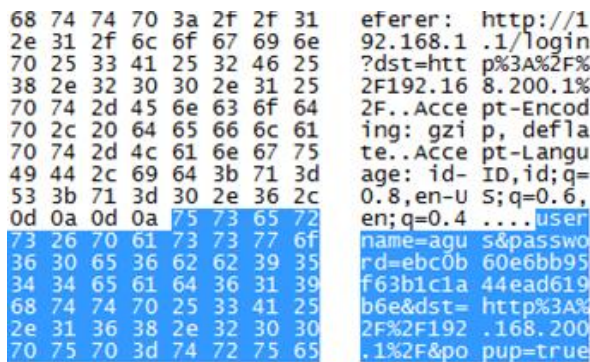 68 74 74 70 3a 2f 2f 31 eferer: http://1
2e 31 2f 6c 6f 67 69 6e 92.168.1 .1/login
70 25 33 41 25 32 46 25 ?dst=htt p%3A%2F%
38 2e 32 30 30 2e 31 25 2F192.16 8.200.1%
70 74 2d 45 6e 63 6f 64 2F..Acce pt-Encod
70 2c 20 64 65 66 6c 61 ing: gzi p, defla
70 74 2d 4c 61 6e 67 75 te..Acce pt-Langu
49 44 2c 69 64 3b 71 3d age: id- ID,id;q=
53 3b 71 3d 30 2e 36 2c 0.8,en-U S;q=0.6,
0d 0a 0d 0a 75 73 65 72 en;q=0.4 ....user
73 26 70 61 73 73 77 6f name=agu s&passwo
36 30 65 36 62 62 39 35 rd=ebc0b 60e6bb95
34 34 65 61 64 36 31 39 f63b1c1a 44ead619
68 74 74 70 25 33 41 25 b6e&dst= http%3A%
2e 31 36 38 2e 32 30 30 2F%2F192 .168.200
70 75 70 3d 74 72 75 65 .1%2F&po pup=true